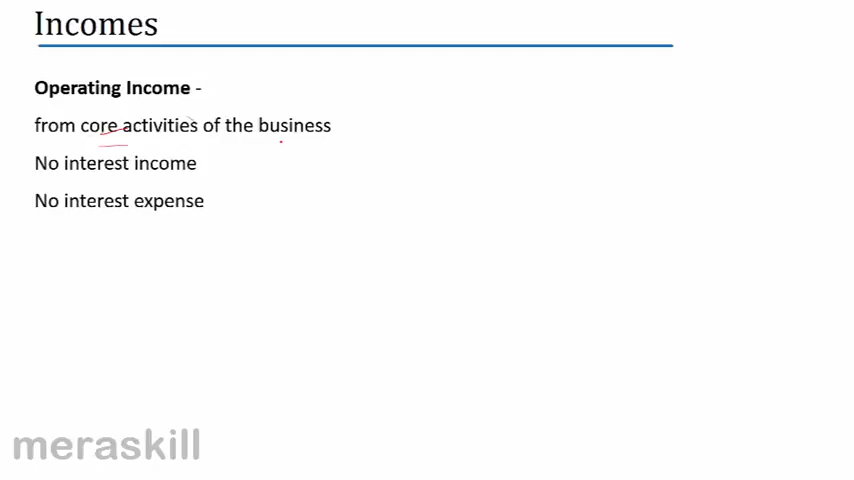 Incomes
Operating Income -
from core activities of the business
No interest income
No interest expense
meraskill